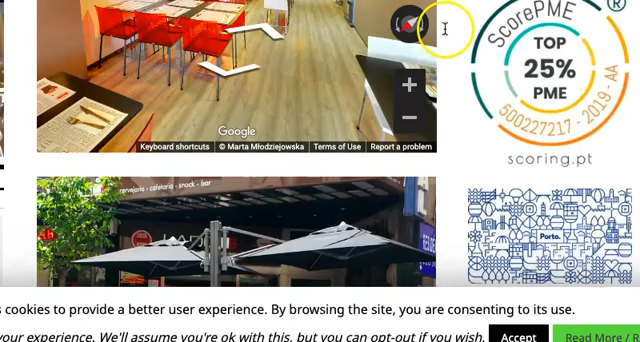 Google
Keyboard shortcuts
© Marta Młodziejowska
Terms of Use
Report a problem
ScorePME
®
TOP
25%
PME
500227217 - 2019 - AA
scoring.pt
cervejaria - cafetaria - snack - bar
Porto.
s cookies to provide a better user experience. By browsing the site, you are consenting to its use.
your experience. We'll assume you're ok with this, but you can opt-out if you wish.
Accept
Read More / R